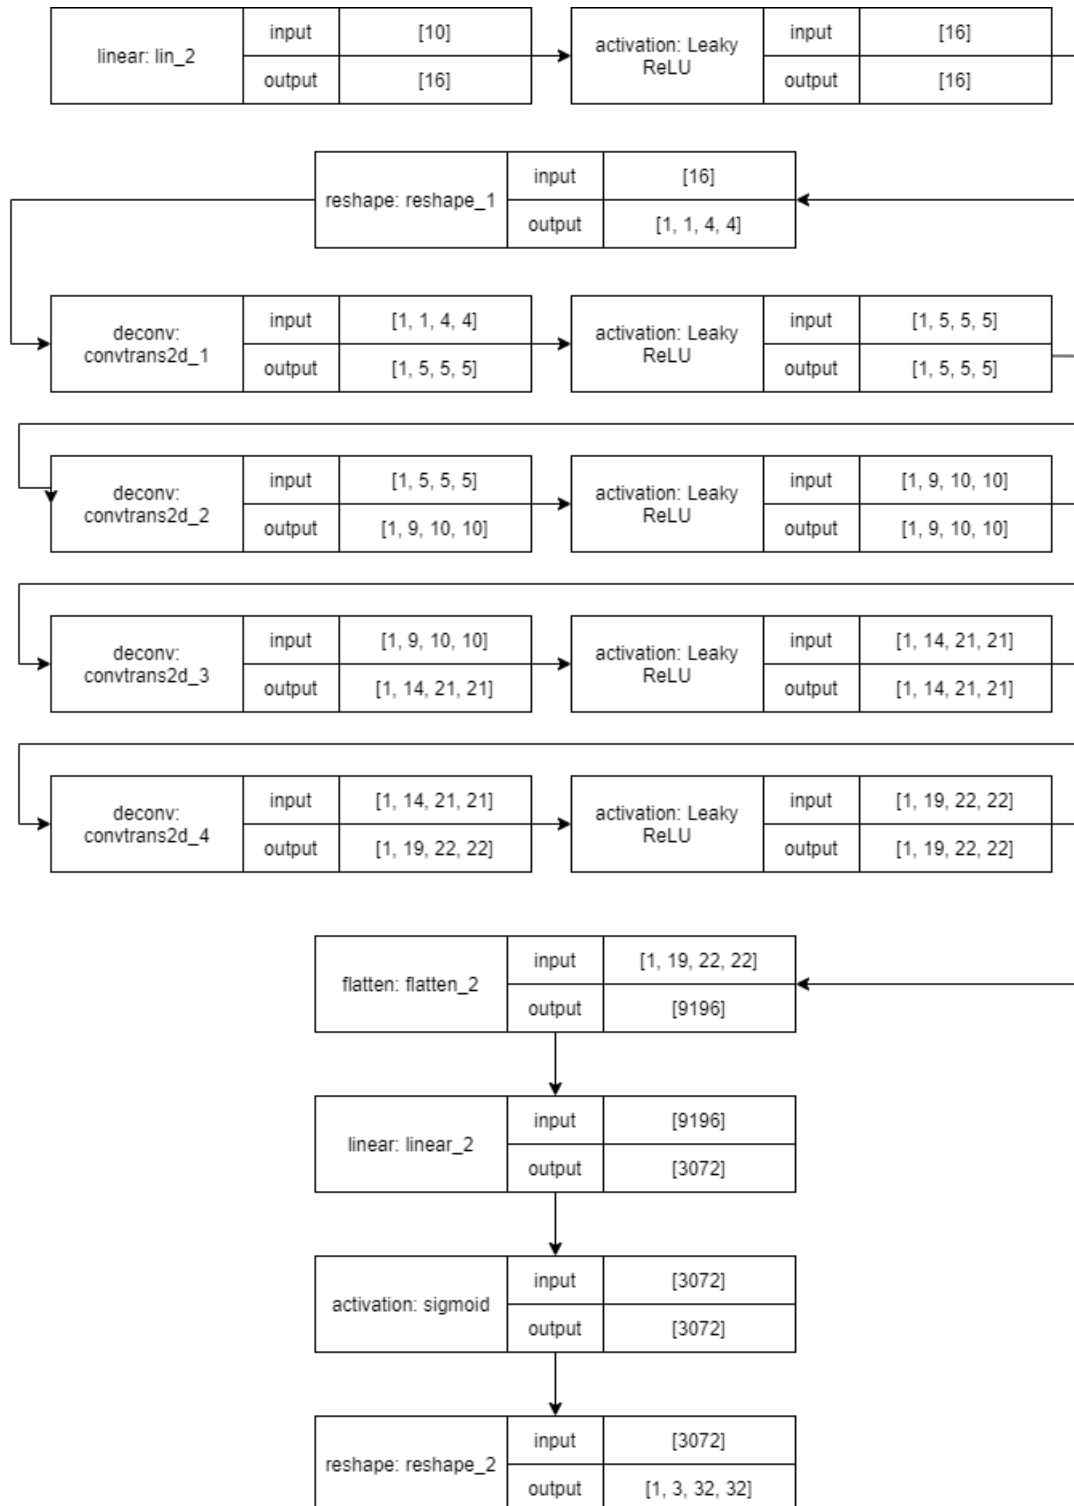 linear: lin_2
input
[10]
output
[16]
activation: Leaky
ReLU
input
[16]
output
[16]
reshape: reshape_1
input
[16]
output
[1, 1, 4, 4]
deconv:
convtrans2d_1
input
[1, 1, 4, 4]
output
[1, 5, 5, 5]
activation: Leaky
ReLU
input
[1, 5, 5, 5]
output
[1, 5, 5, 5]
deconv:
convtrans2d_2
input
[1, 5, 5, 5]
output
[1, 9, 10, 10]
activation: Leaky
ReLU
input
[1, 9, 10, 10]
output
[1, 9, 10, 10]
deconv:
convtrans2d_3
input
[1, 9, 10, 10]
output
[1, 14, 21, 21]
activation: Leaky
ReLU
input
[1, 14, 21, 21]
output
[1, 14, 21, 21]
deconv:
convtrans2d_4
input
[1, 14, 21, 21]
output
[1, 19, 22, 22]
activation: Leaky
ReLU
input
[1, 19, 22, 22]
output
[1, 19, 22, 22]
flatten: flatten_2
input
[1, 19, 22, 22]
output
[9196]
linear: linear_2
input
[9196]
output
[3072]
activation: sigmoid
input
[3072]
output
[3072]
reshape: reshape_2
input
[3072]
output
[1, 3, 32, 32]